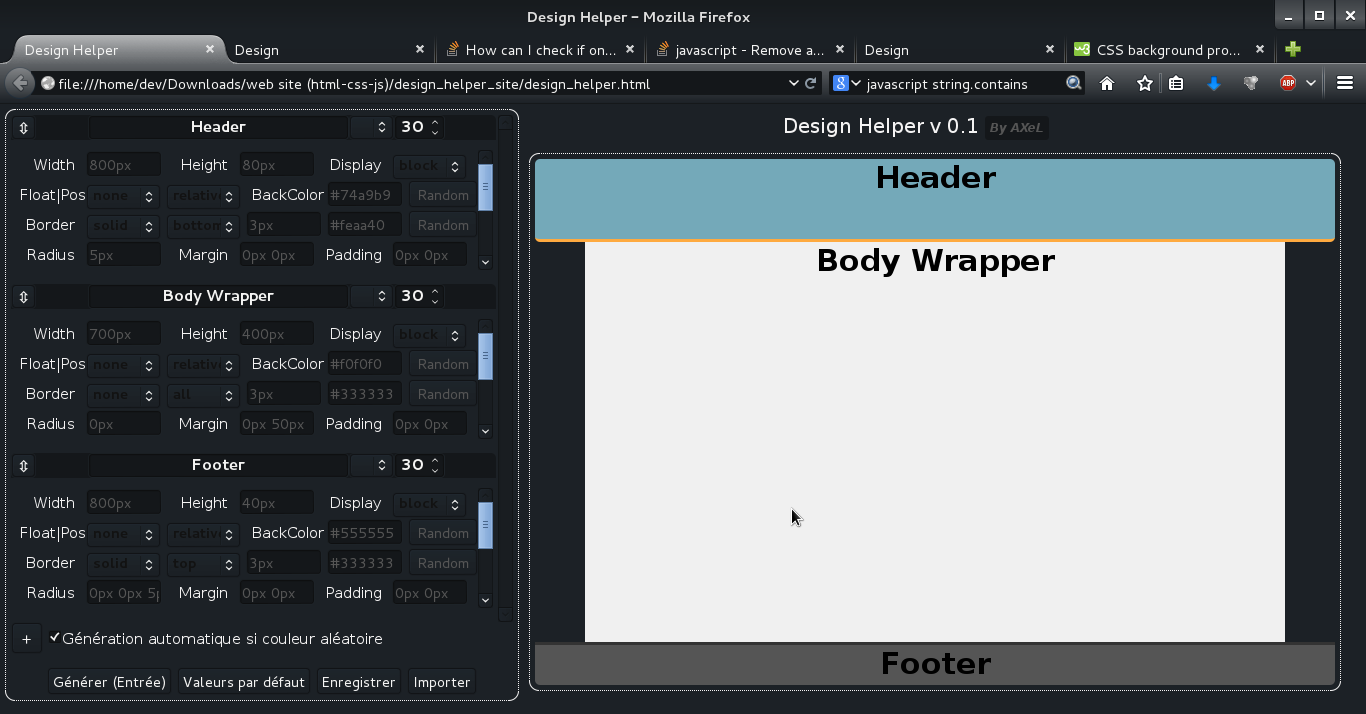 Design Helper - Mozilla Firefox
Design Helper
Design
How can I check if on...
javascript - Remove a...
Design
CSS background pro...
file:///home/dev/Downloads/web site (html-css-js)/design_helper_site/design_helper.html
javascript string.contains
Header 30
Width 800px Height 80px Display block
Float|Pos none relative BackColor #74a9b9 Random
Border solid bottom 3px #feaa40 Random
Radius 5px Margin 0px 0px Padding 0px 0px
Body Wrapper 30
Width 700px Height 400px Display block
Float|Pos none relative BackColor #f0f0f0 Random
Border none all 3px #333333 Random
Radius 0px Margin 0px 50px Padding 0px 0px
Footer 30
Width 800px Height 40px Display block
Float|Pos none relative BackColor #555555 Random
Border solid top 3px #333333 Random
Radius 0px 0px 5p Margin 0px 0px Padding 0px 0px
+ Génération automatique si couleur aléatoire
Générer (Entrée) Valeurs par défaut Enregistrer Importer
Design Helper v 0.1 By AXeL
Header
Body Wrapper
Footer